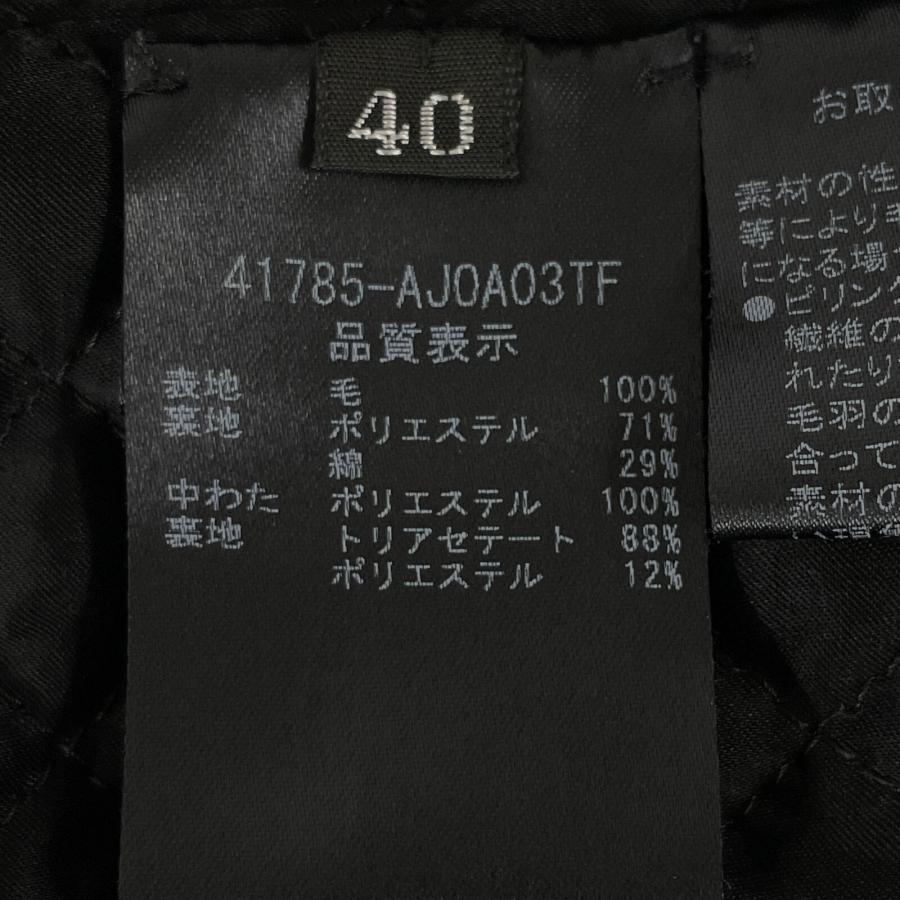 40
41785-AJ0A03TF
品質表示
表地 毛 100%
裏地 ポリエステル 71%
綿 29%
中わた ポリエステル 100%
裏地 トリアセテート 88%
ポリエステル 12%
お取
素材の性
等により毛
になる場
●ピリング
繊維の
れたり
毛羽の
合って
素材の